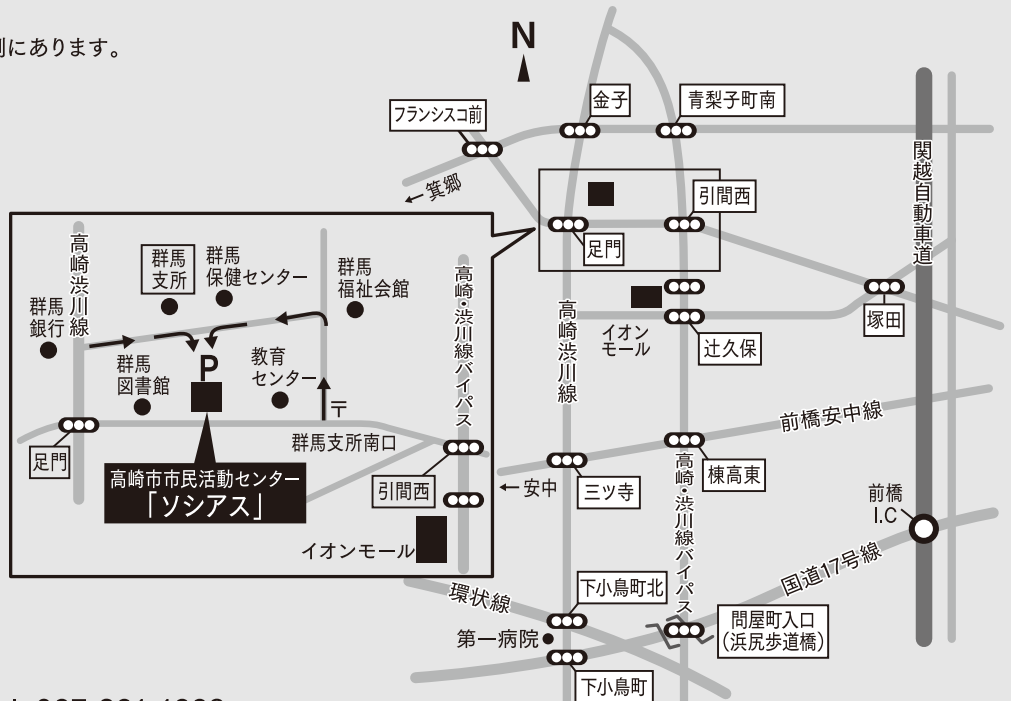 にあります。
N
フランシスコ前
金子
青梨子町南
←箕郷
引間西
足門
関越自動車道
高崎渋川線
イオン
モール
辻久保
塚田
前橋安中線
←安中
三ツ寺
棟高東
高崎・渋川線バイパス
前橋
I.C
国道17号線
下小鳥町北
環状線
第一病院
問屋町入口
(浜尻歩道橋)
下小鳥町
高崎渋川線
群馬
支所
群馬
保健センター
群馬
福祉会館
群馬
銀行
群馬
図書館
P
教育
センター
〒
群馬支所南口
足門
高崎市市民活動センター
「ソシアス」
高崎・渋川線バイパス
引間西
イオンモール